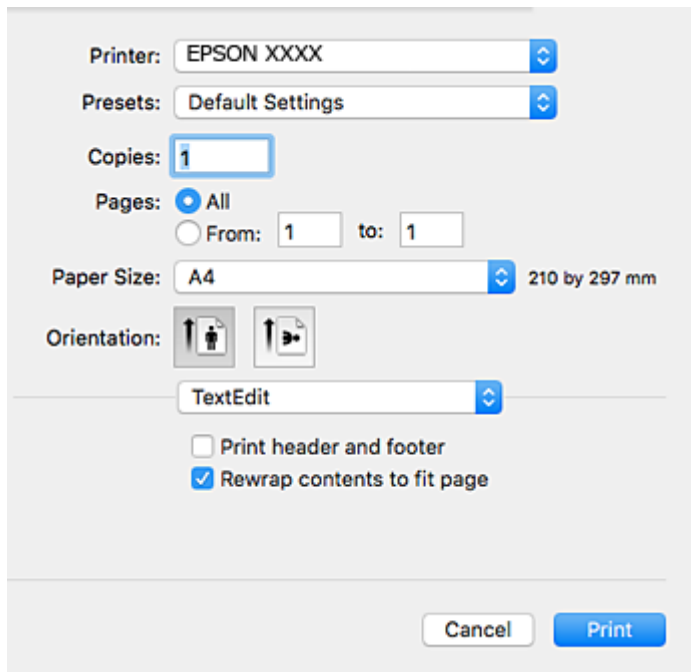 Printer: EPSON XXXX
Presets: Default Settings
Copies: 1
Pages: All
From: 1 to: 1
Paper Size: A4 210 by 297 mm
Orientation:
TextEdit
Print header and footer
Rewrap contents to fit page
Cancel Print